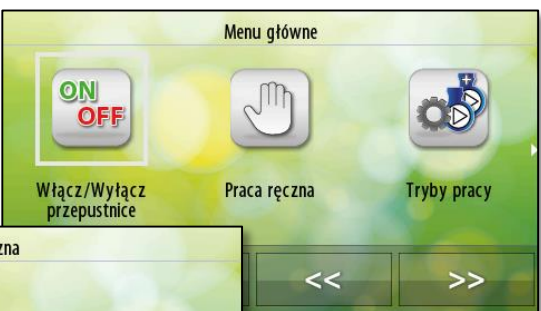 Menu główne
ON
OFF
Włącz/Wyłącz
przepustnice
Praca ręczna
Tryby pracy
<< >>